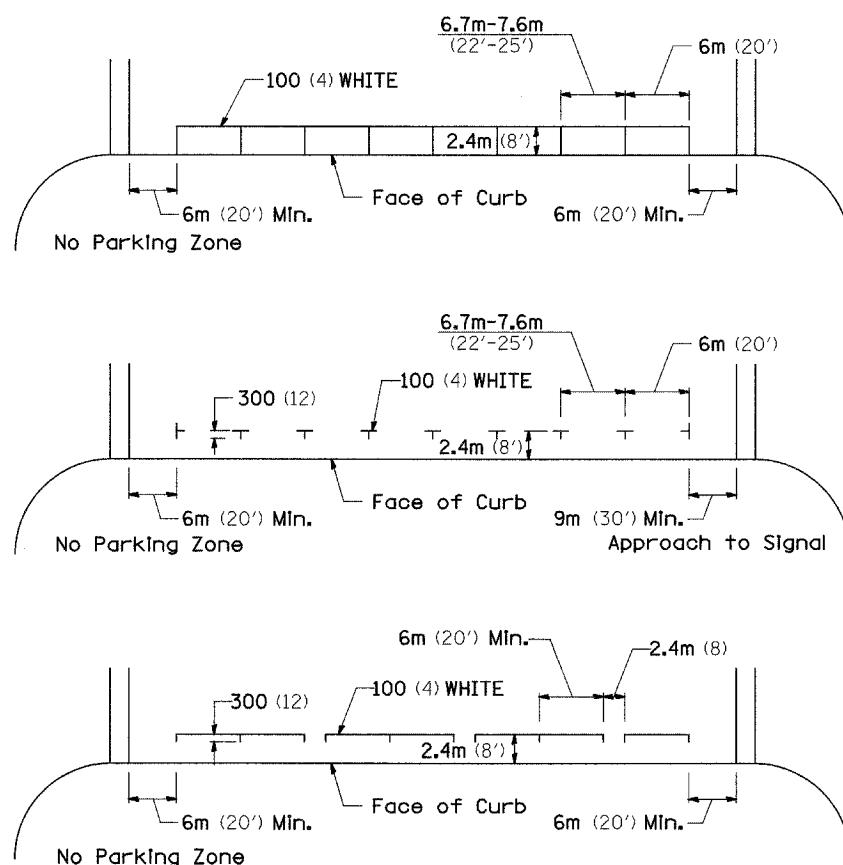 6.7m-7.6m
(22'-25')
6m (20')
100 (4) WHITE
2.4m (8')
6m (20') Min.
Face of Curb
6m (20') Min.
No Parking Zone
6.7m-7.6m
(22'-25')
6m (20')
300 (12)
100 (4) WHITE
2.4m (8')
6m (20') Min.
Face of Curb
9m (30') Min.
No Parking Zone
Approach to Signal
6m (20') Min.
2.4m (8)
300 (12)
100 (4) WHITE
2.4m (8')
6m (20') Min.
Face of Curb
6m (20') Min.
No Parking Zone